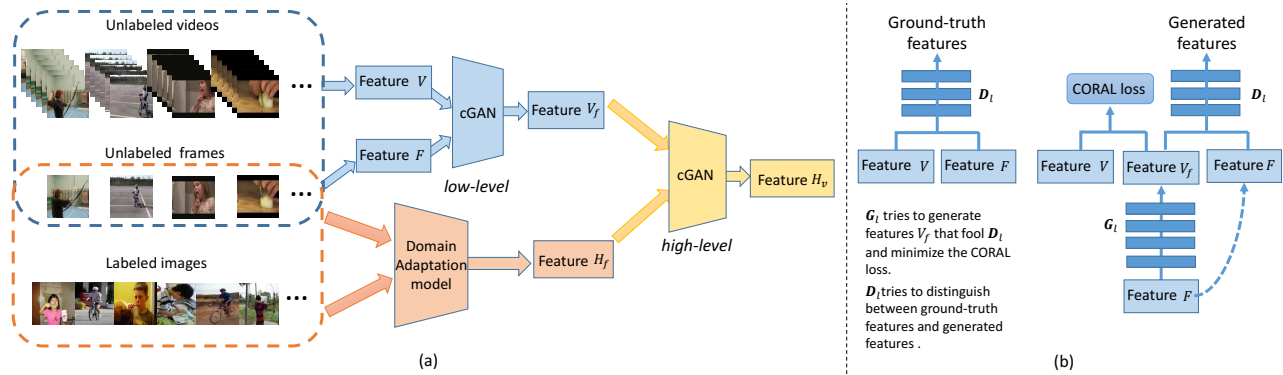 Unlabeled videos
...
Unlabeled frames
...
Labeled images
...
Feature V
Feature F
cGAN
low-level
Feature V_f
Domain
Adaptation
model
Feature H_f
cGAN
high-level
Feature H_v
(a)
Ground-truth
features
D_l
Feature V
Feature F
G_l tries to generate
features V_f that fool D_l
and minimize the CORAL
loss.
D_l tries to distinguish
between ground-truth
features and generated
features .
Generated
features
CORAL loss
D_l
Feature V
Feature V_f
Feature F
G_l
Feature F
(b)